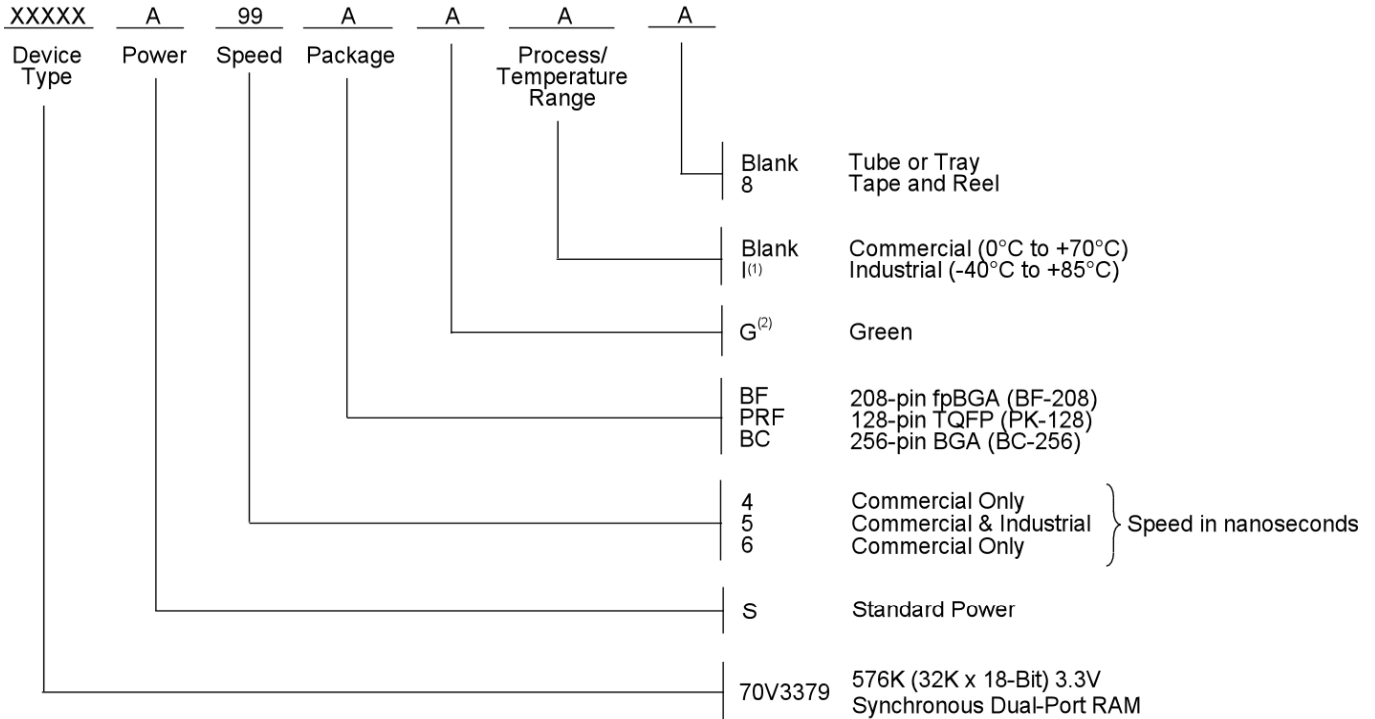 XXXXX A 99 A A A A
Device Type Power Speed Package Process/ Temperature Range
Blank Tube or Tray
8 Tape and Reel
Blank Commercial (0°C to +70°C)
I(1) Industrial (-40°C to +85°C)
G(2) Green
BF 208-pin fpBGA (BF-208)
PRF 128-pin TQFP (PK-128)
BC 256-pin BGA (BC-256)
4 Commercial Only
5 Commercial & Industrial Speed in nanoseconds
6 Commercial Only
S Standard Power
70V3379 576K (32K x 18-Bit) 3.3V
Synchronous Dual-Port RAM